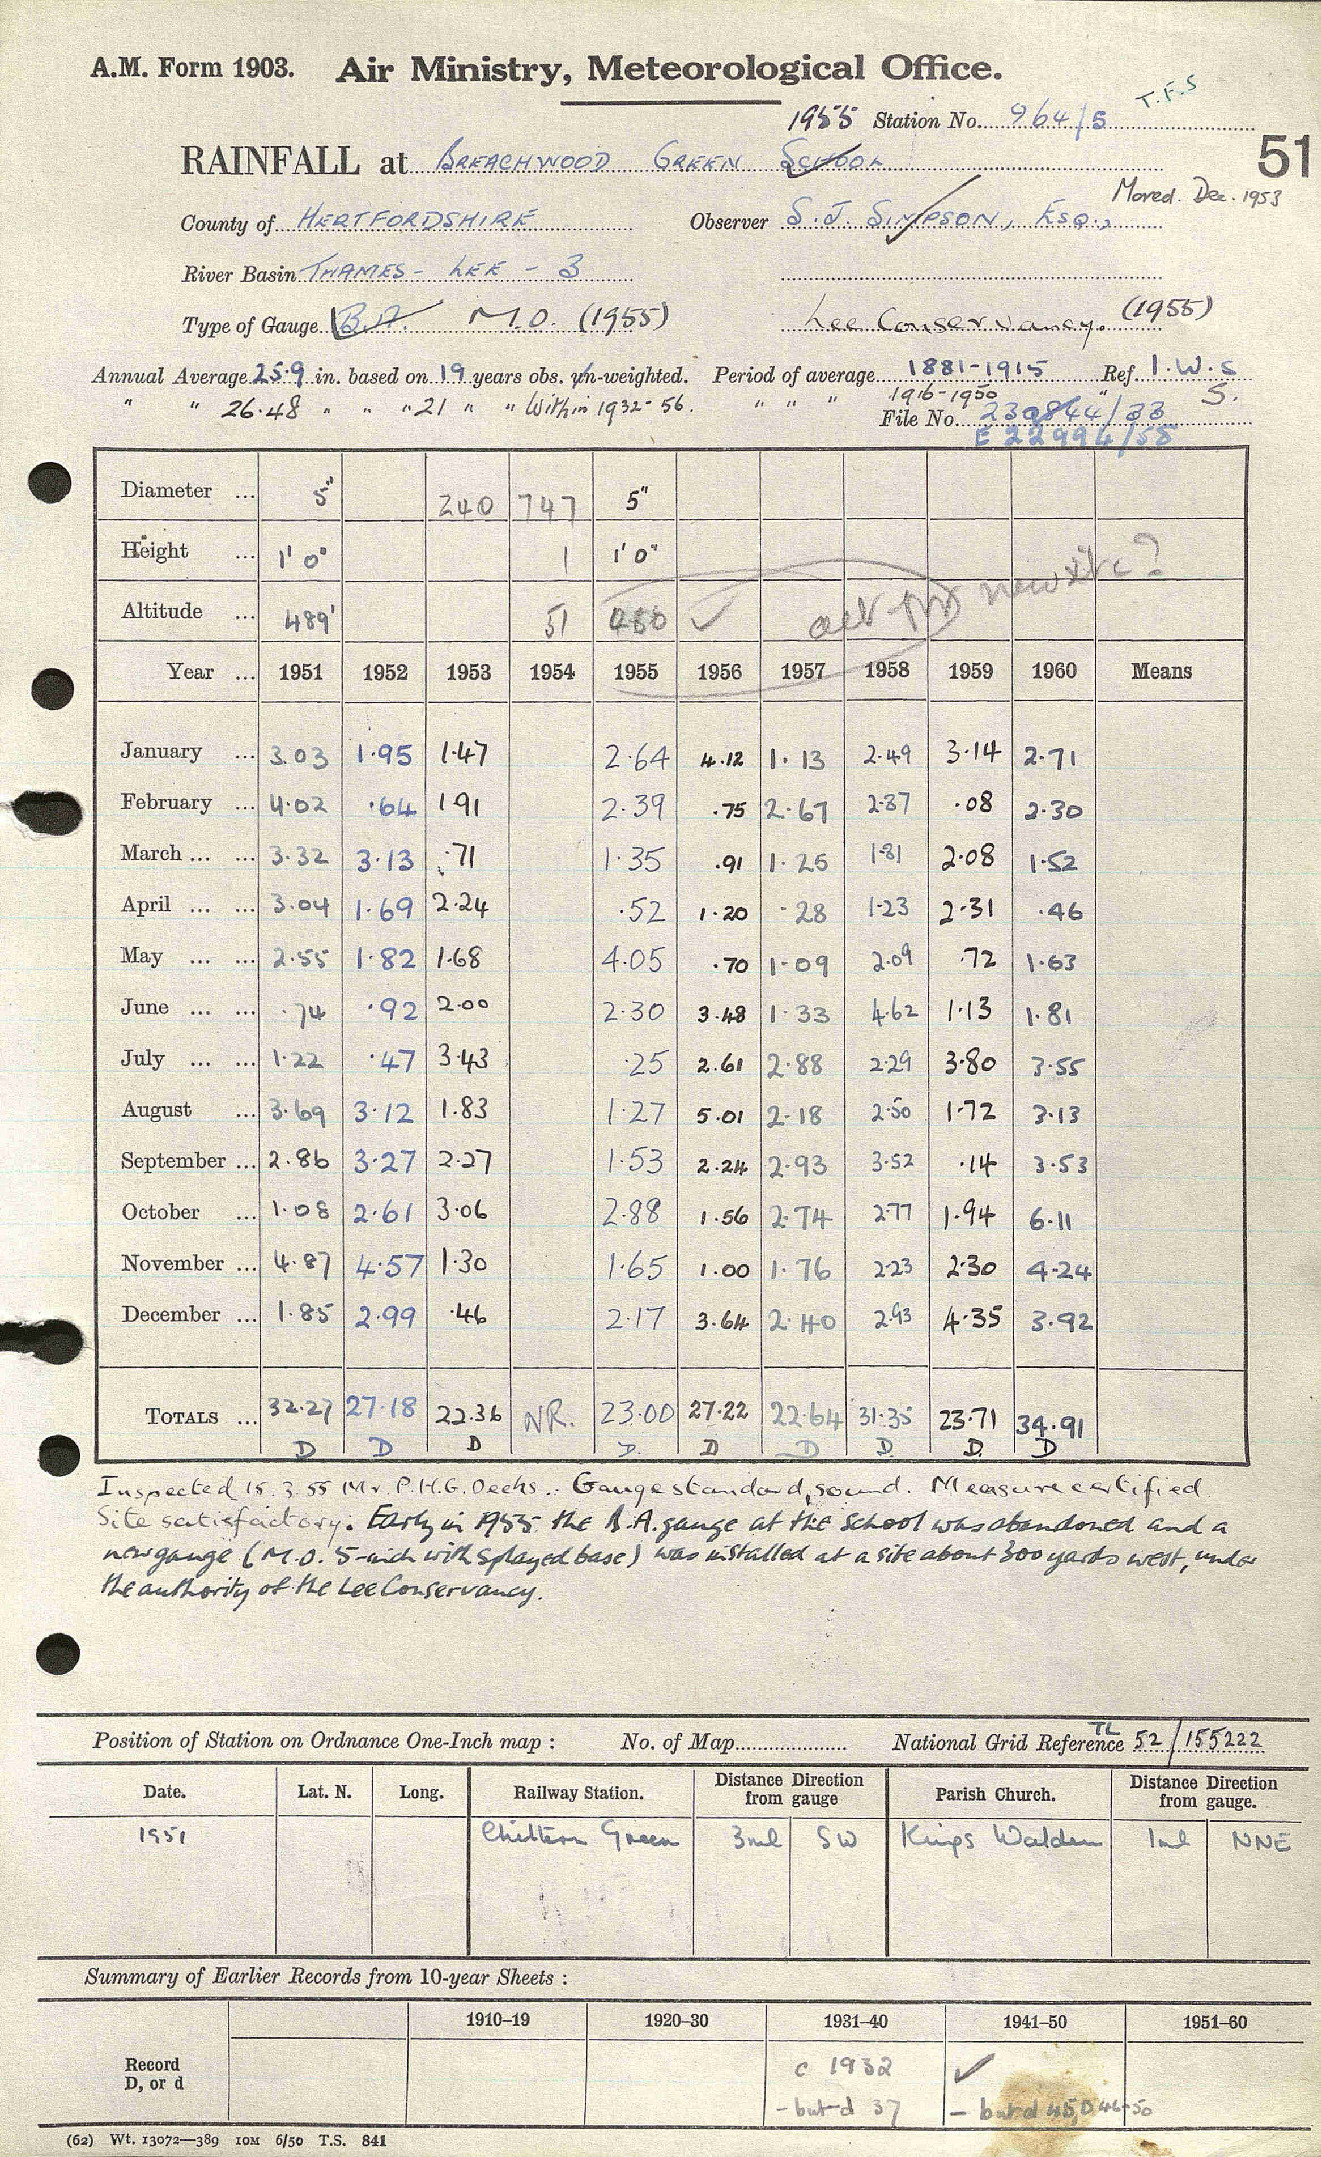 A.M. Form 1903. Air Ministry, Meteorological Office.
T.F.S
1955 Station No. 964/5
51
RAINFALL at BREACHWOOD GREEN SCHOOL
Moved Dec. 1953
County of HERTFORDSHIRE Observer S.J. SIMPSON, ESQ.,
River Basin THAMES - LEE - 3
Type of Gauge B.A. M.O. (1955) Lee Conservancy. (1955)
Annual Average 25.9 in. based on 19 years obs. un-weighted. Period of average 1881-1915 Ref. I.W.S
" " 26.48 " " " 21 " " Within 1932-56. " " " 1916-1950 " S.
File No. 230844/33
E 22994/55
Diameter ... 5" 240 747 5"
Height ... 1' 0" 1 1' 0"
Altitude ... 489' 51 450 ✓ alt for new site?
Year ... 1951 1952 1953 1954 1955 1956 1957 1958 1959 1960 Means
January ... 3.03 1.95 1.47 2.64 4.12 1.13 2.49 3.14 2.71
February ... 4.02 .64 1.91 2.39 .75 2.67 2.87 .08 2.30
March ... ... 3.32 3.13 .71 1.35 .91 1.25 1.81 2.08 1.52
April ... ... 3.04 1.69 2.24 .52 1.20 .28 1.23 2.31 .46
May ... ... 2.55 1.82 1.68 4.05 .70 1.09 2.09 .72 1.63
June ... ... .74 .92 2.00 2.30 3.48 1.33 4.62 1.13 1.81
July ... ... 1.22 .47 3.43 .25 2.61 2.88 2.29 3.80 3.55
August ... 3.69 3.12 1.83 1.27 5.01 2.18 2.50 1.72 3.13
September ... 2.86 3.27 2.27 1.53 2.24 2.93 3.52 .14 3.53
October ... 1.08 2.61 3.06 2.88 1.56 2.74 2.77 1.94 6.11
November ... 4.87 4.57 1.30 1.65 1.00 1.76 2.23 2.30 4.24
December ... 1.85 2.99 .46 2.17 3.64 2.40 2.93 4.35 3.92
TOTALS ... 32.27 27.18 22.36 NR. 23.00 27.22 22.64 31.35 23.71 34.91
D D D D. D D D. D. D
Inspected 15.3.55 Mr. P.H.G. Oechs.: Gauge standard, sound. Measure certified
Site satisfactory. Early in 1955 the B.A. gauge at the school was abandoned and a
new gauge (M.O. 5-inch with splayed base) was installed at a site about 300 yards west, under
the authority of the Lee Conservancy.
Position of Station on Ordnance One-Inch map : No. of Map National Grid Reference TL 52/155222
Date. Lat. N. Long. Railway Station. Distance Direction from gauge Parish Church. Distance Direction from gauge.
1951 Chiltern Green 3ml SW Kings Walden 1ml NNE
Summary of Earlier Records from 10-year Sheets :
1910–19 1920–30 1931–40 1941–50 1951–60
Record D, or d c 1932 ✓
- but d 37 - but d 45, D 46-50
(62) Wt. 13072—389 10M 6/50 T.S. 841